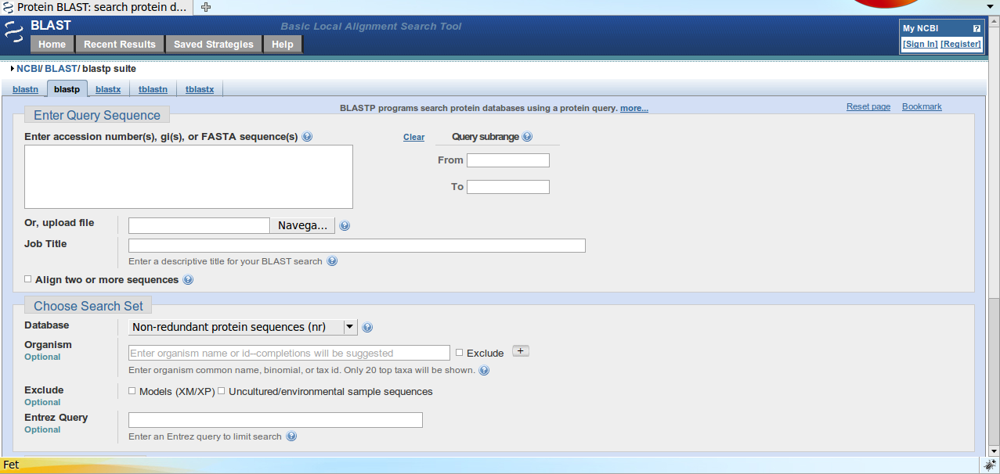 Protein BLAST: search protein d...
BLAST
Basic Local Alignment Search Tool
My NCBI ?
Home Recent Results Saved Strategies Help
[Sign In] [Register]
NCBI/ BLAST/ blastp suite
blastn blastp blastx tblastn tblastx
BLASTP programs search protein databases using a protein query. more...
Reset page Bookmark
Enter Query Sequence
Enter accession number(s), gi(s), or FASTA sequence(s) ?
Clear
Query subrange ?
From
To
Or, upload file Navega... ?
Job Title
Enter a descriptive title for your BLAST search ?
Align two or more sequences ?
Choose Search Set
Database Non-redundant protein sequences (nr) ?
Organism
Optional
Enter organism name or id--completions will be suggested Exclude +
Enter organism common name, binomial, or tax id. Only 20 top taxa will be shown. ?
Exclude
Optional
Models (XM/XP) Uncultured/environmental sample sequences
Entrez Query
Optional
Enter an Entrez query to limit search ?
Fet